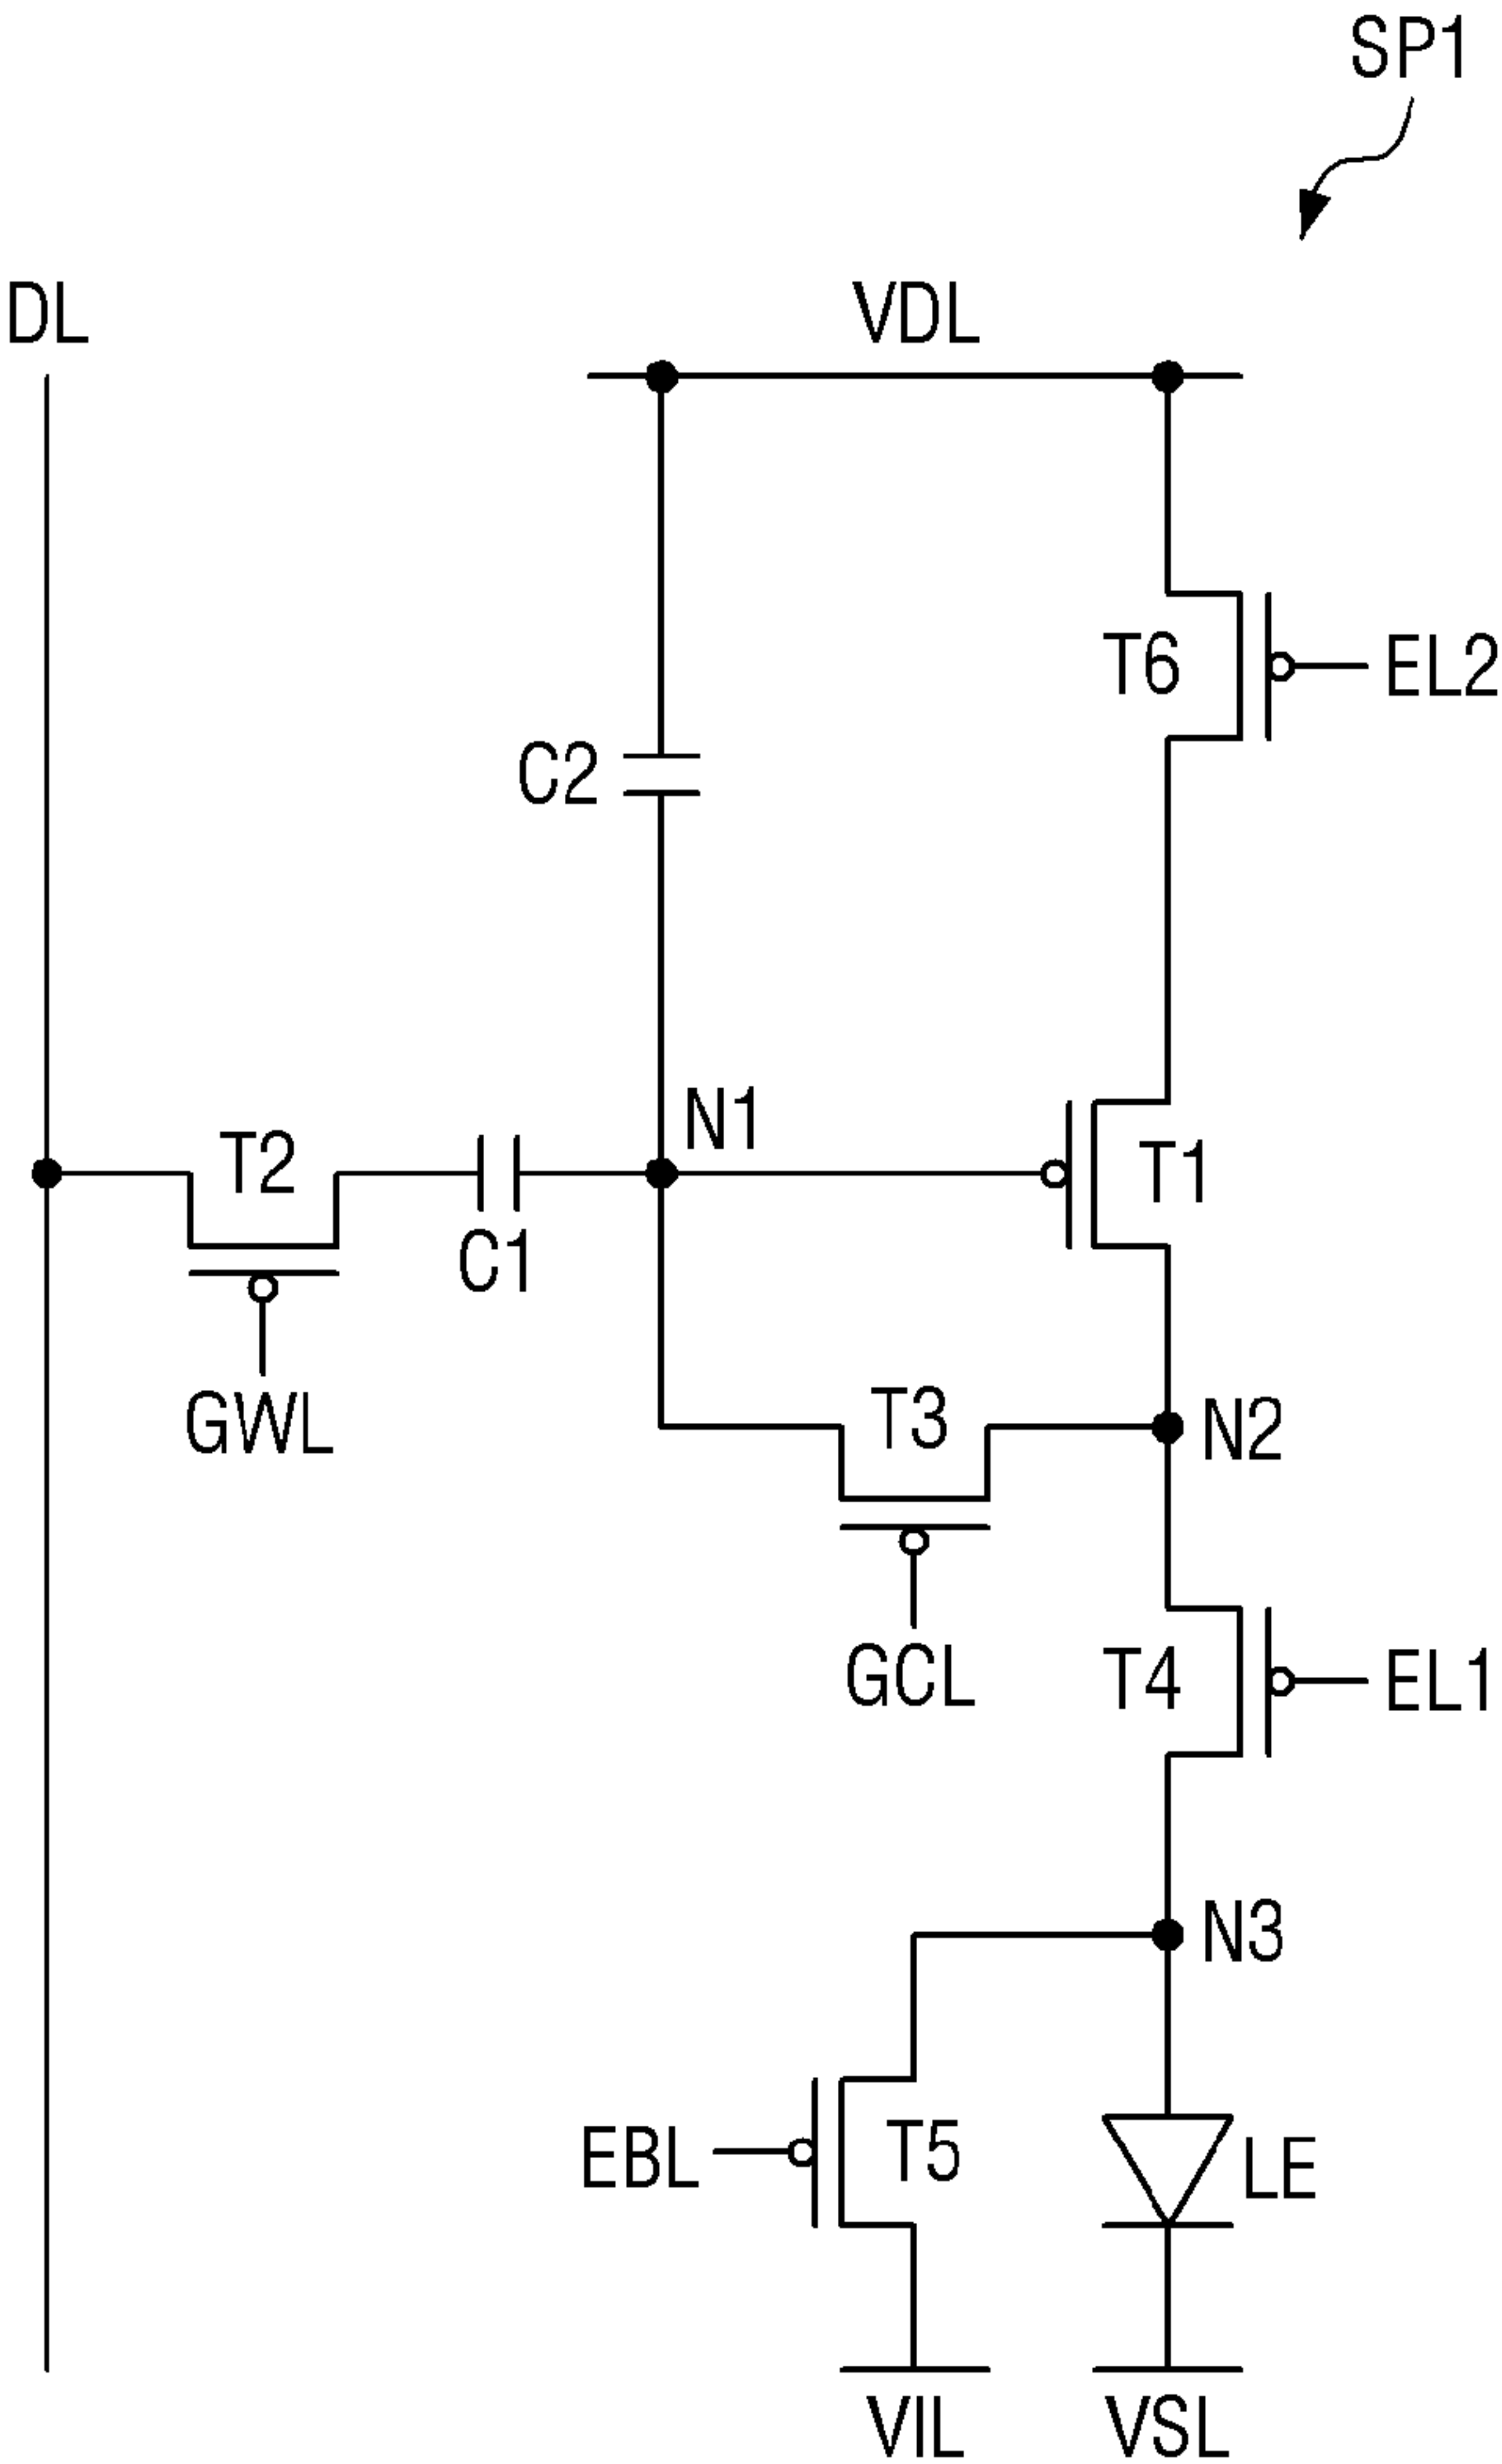 SP1
DL
VDL
T6
EL2
C2
N1
T2
T1
C1
GWL
T3
N2
GCL
T4
EL1
N3
EBL
T5
LE
VIL
VSL